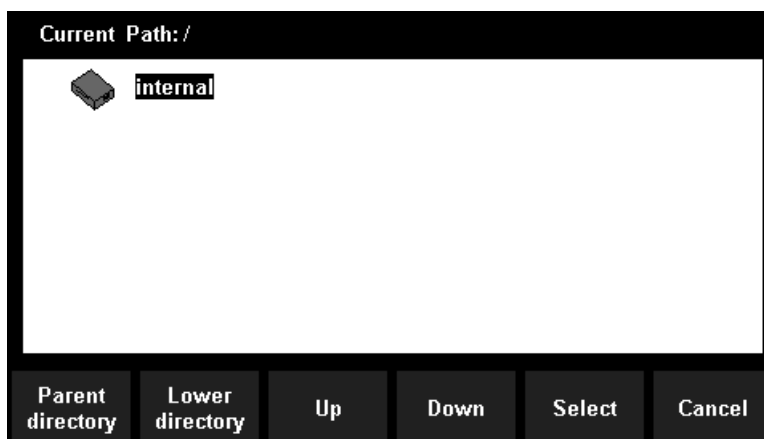 Current Path: /
internal
Parent directory
Lower directory
Up
Down
Select
Cancel